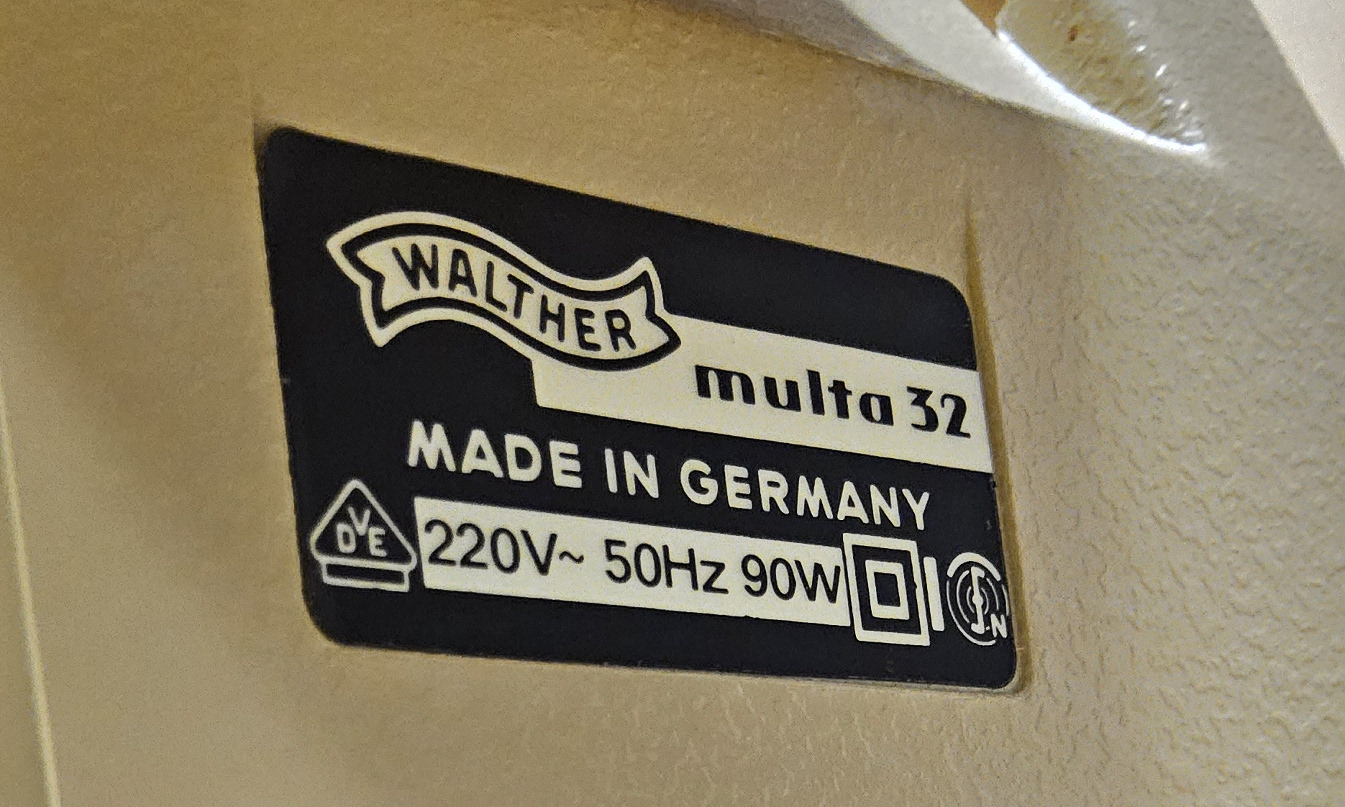 WALTHER
multa 32
MADE IN GERMANY
DVE
220V~ 50Hz 90W
N